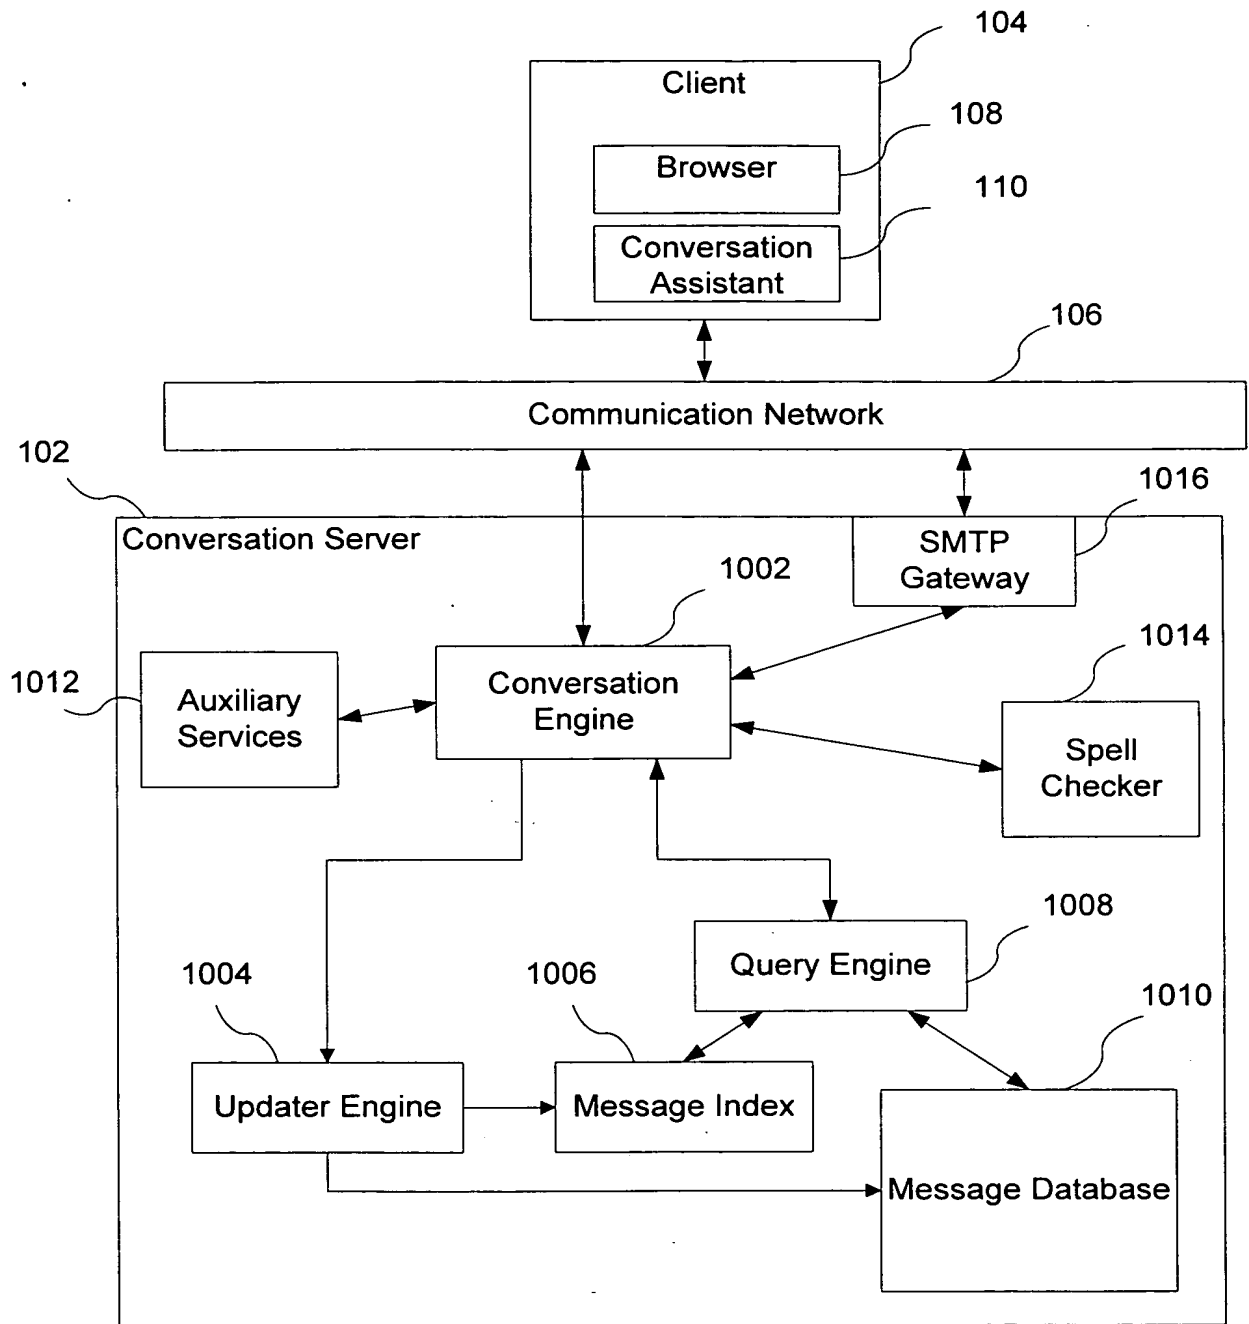 104
Client
108
Browser
110
Conversation
Assistant
106
Communication Network
102
1016
Conversation Server
SMTP
Gateway
1002
1014
1012
Auxiliary
Services
Conversation
Engine
Spell
Checker
1008
Query Engine
1004
1006
1010
Updater Engine
Message Index
Message Database